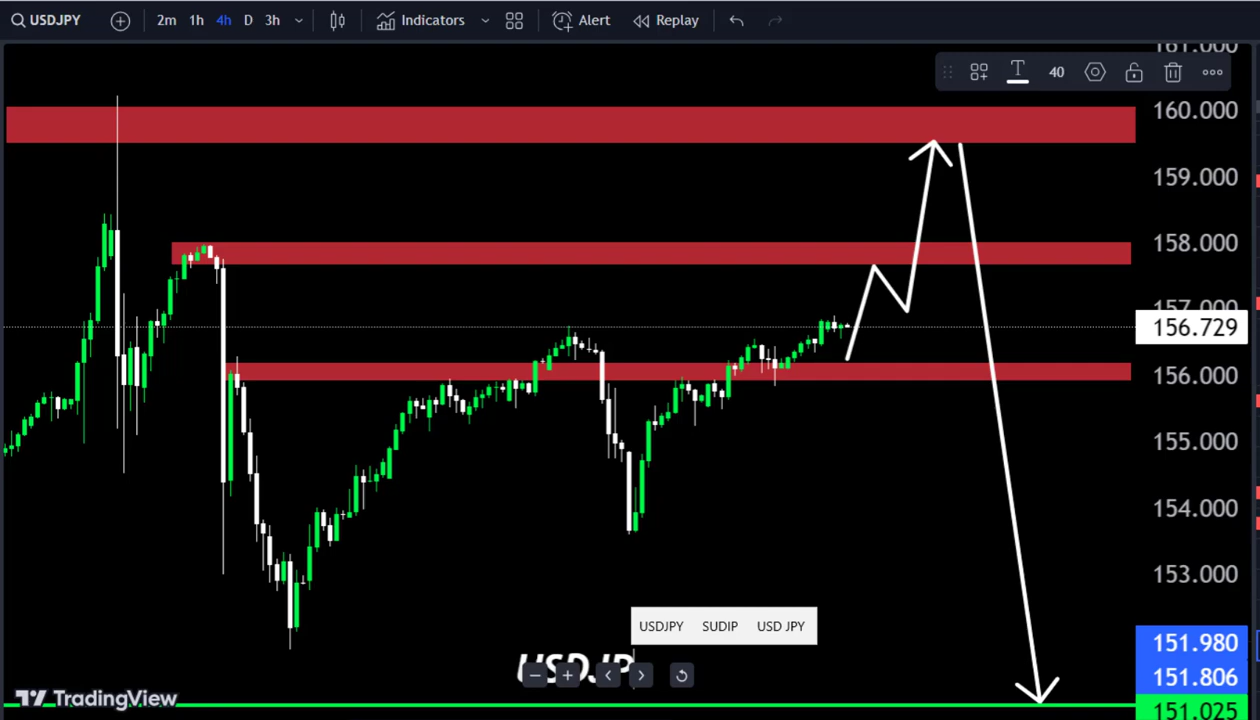 USDJPY 2m 1h 4h D 3h Indicators Alert Replay
161.000
T 40
160.000
159.000
158.000
157.000
156.729
156.000
155.000
154.000
153.000
USDJPY SUDIP USD JPY
151.980
USDJP
151.806
TradingView
151.025